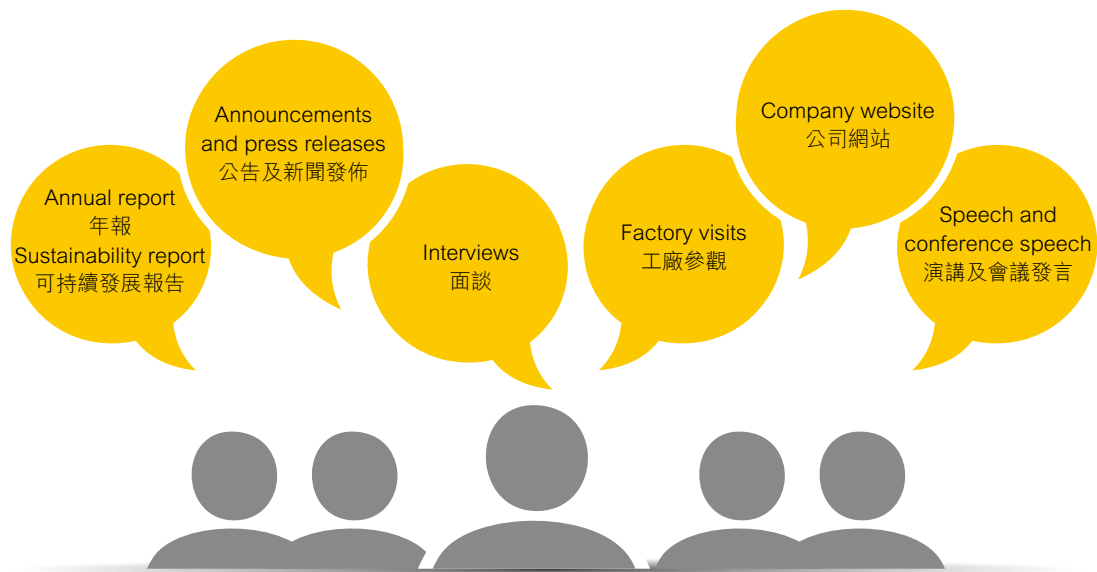 Annual report
年報
Sustainability report
可持續發展報告
Announcements
and press releases
公告及新聞發佈
Interviews
面談
Factory visits
工廠參觀
Company website
公司網站
Speech and
conference speech
演講及會議發言